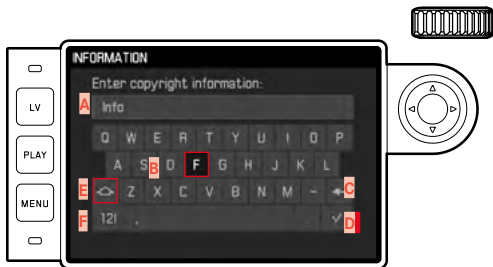 INFORMATION
Enter copyright information:
A Info
Q W E R T Y U I O P
A S B D F G H J K L
E Z X C V B N M - C
F 12! . D
LV
PLAY
MENU